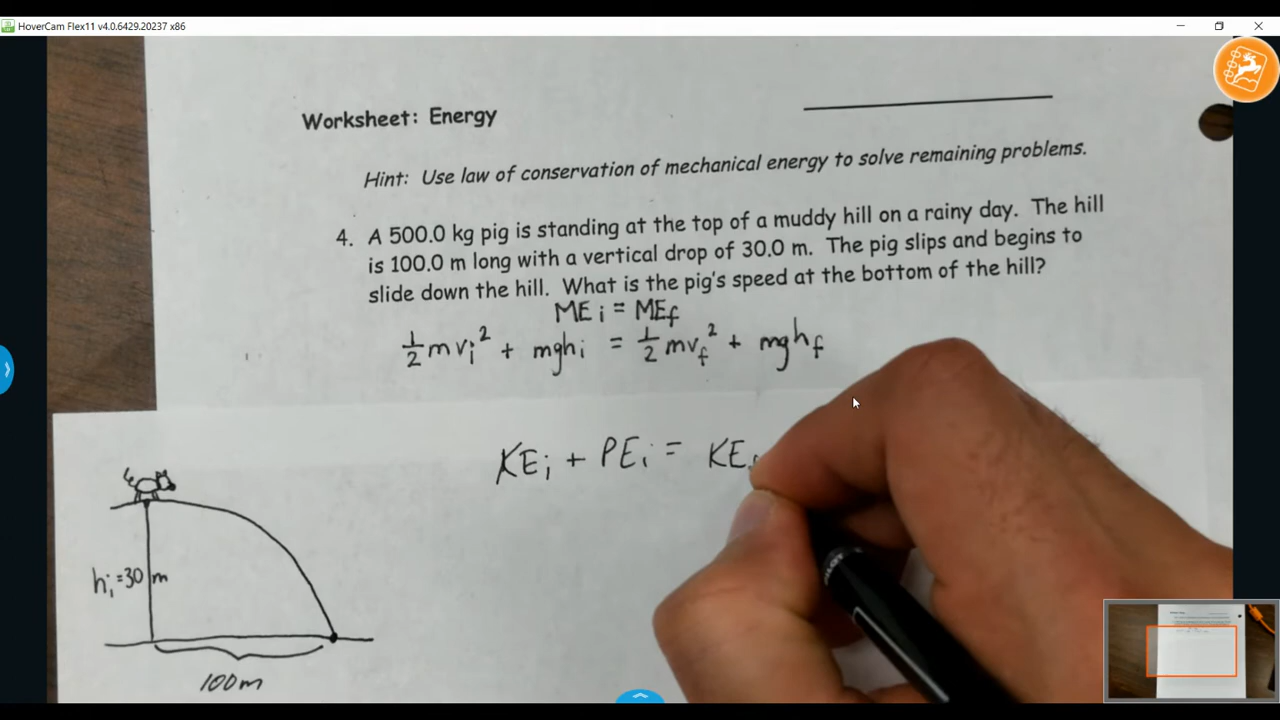 HoverCam Flex11 v4.0.6429.20237 x86
Worksheet: Energy
Hint: Use law of conservation of mechanical energy to solve remaining problems.
4. A 500.0 kg pig is standing at the top of a muddy hill on a rainy day. The hill
is 100.0 m long with a vertical drop of 30.0 m. The pig slips and begins to
slide down the hill. What is the pig's speed at the bottom of the hill?
MEi = MEf
½mvi² + mghi = ½mvf² + mghf
KEi + PEi = KE
hi = 30 m
100m